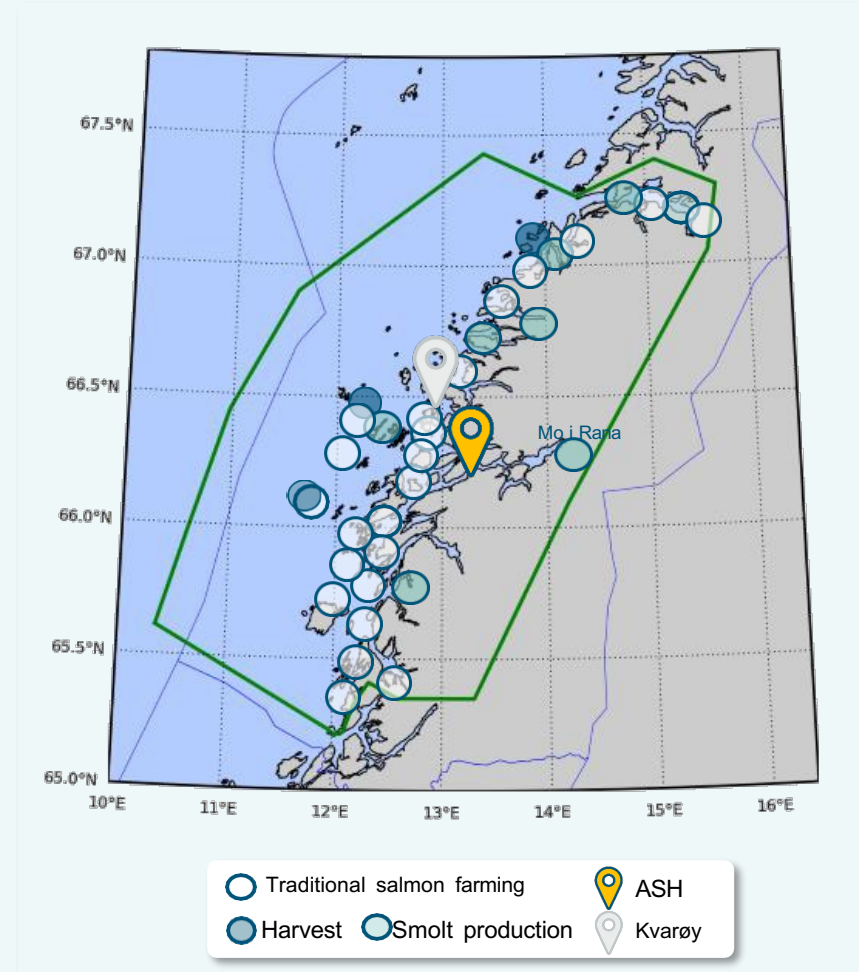 67.5°N
67.0°N
66.5°N
Mo i Rana
66.0°N
65.5°N
65.0°N
10°E 11°E 12°E 13°E 14°E 15°E 16°E
Traditional salmon farming ASH
Harvest Smolt production Kvarøy